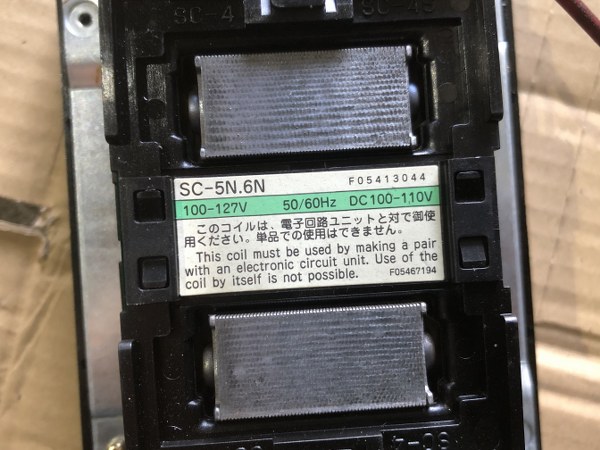 SC-4
SC-49
SC-5N.6N F05413044
100-127V 50/60Hz DC100-110V
このコイルは、電子回路ユニットと対で御使
用ください。単品での使用はできません。
This coil must be used by making a pair
with an electronic circuit unit. Use of the
coil by itself is not possible. F05467194